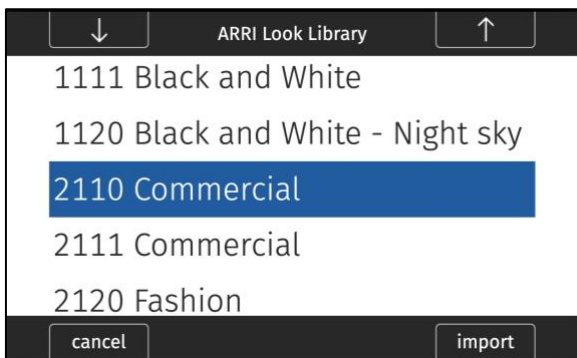 ARRI Look Library
1111 Black and White
1120 Black and White - Night sky
2110 Commercial
2111 Commercial
2120 Fashion
cancel
import